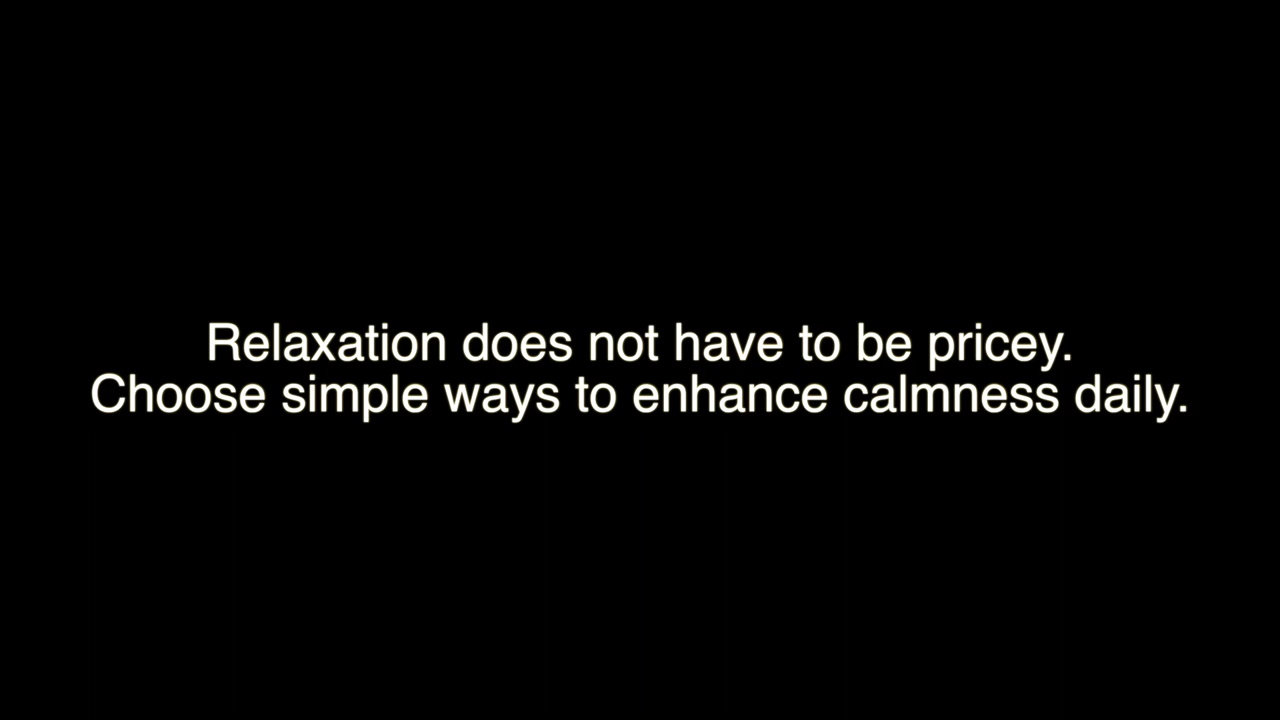 Relaxation does not have to be pricey.
Choose simple ways to enhance calmness daily.